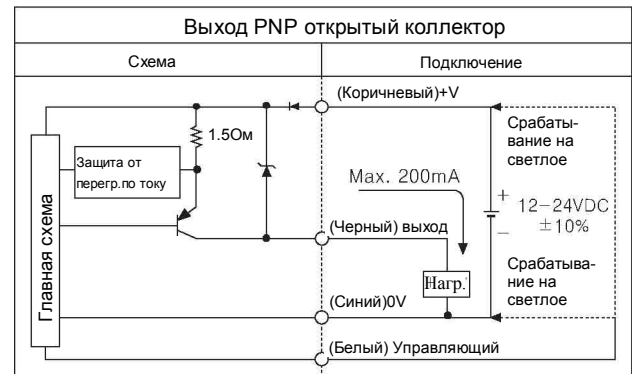 Выход PNP открытый коллектор
Схема
Подключение
(Коричневый)+V
1.5Ом
Срабаты-
вание на
светлое
Защита от
перегр.по току
Max. 200mA
+
12-24VDC
−
±10%
(Черный) выход
Главная схема
Нагр.
Срабатыва-
ние на
светлое
(Синий)0V
(Белый) Управляющий